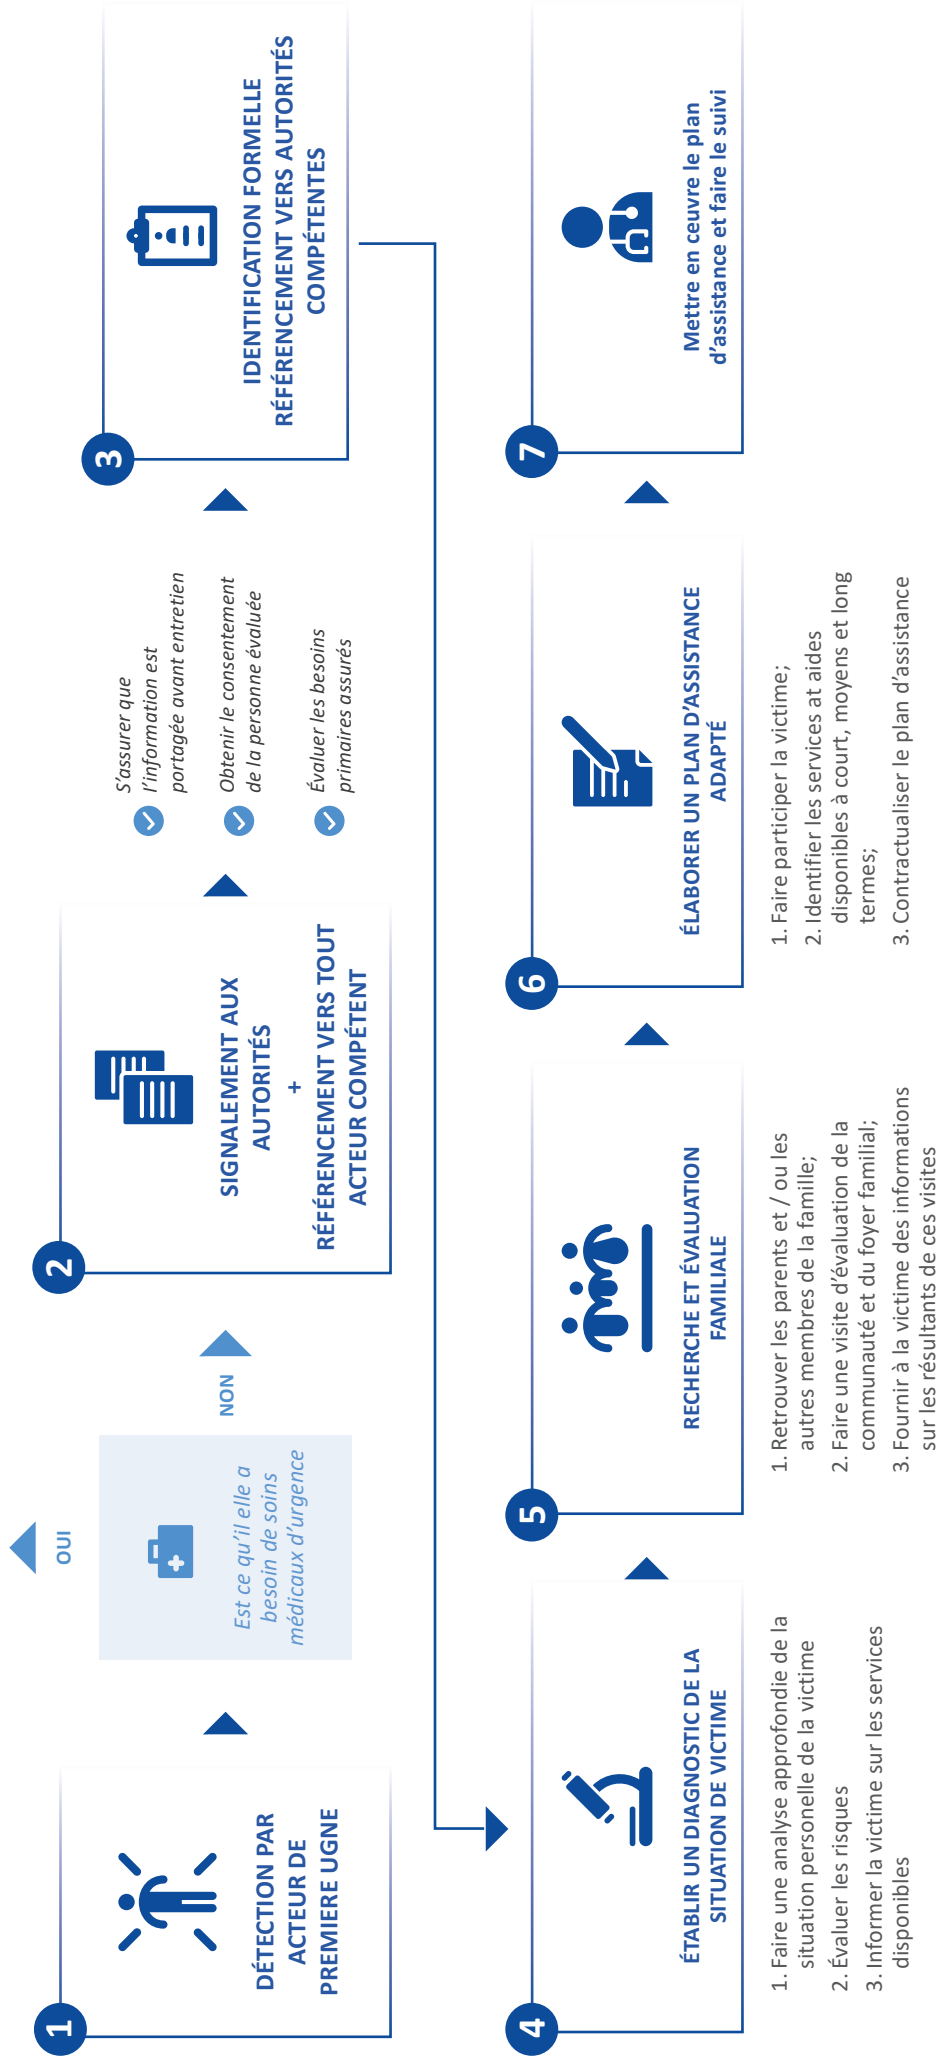 1
DÉTECTION PAR
ACTEUR DE
PREMIERE UGNE
Est ce qu'il elle a
besoin de soins
médicaux d'urgence
OUI
NON
2
SIGNALEMENT AUX
AUTORITÉS
+
RÉFÉRENCEMENT VERS TOUT
ACTEUR COMPÉTENT
S'assurer que
l'information est
portagée avant entretien
Obtenir le consentement
de la personne évaluée
Évaluer les besoins
primaires assurés
3
IDENTIFICATION FORMELLE
RÉFÉRENCEMENT VERS AUTORITÉS
COMPÉTENTES
4
ÉTABLIR UN DIAGNOSTIC DE LA
SITUATION DE VICTIME
1. Faire une analyse approfondie de la
situation personelle de la victime
2. Évaluer les risques
3. Informer la victime sur les services
disponibles
5
RECHERCHE ET ÉVALUATION
FAMILIALE
1. Retrouver les parents et / ou les
autres membres de la famille;
2. Faire une visite d'évaluation de la
communauté et du foyer familial;
3. Fournir à la victime des informations
sur les résultants de ces visites
6
ÉLABORER UN PLAN D'ASSISTANCE
ADAPTÉ
1. Faire participer la victime;
2. Identifier les services at aides
disponibles à court, moyens et long
termes;
3. Contractualiser le plan d'assistance
7
Mettre en ceuvre le plan
d'assistance et faire le suivi